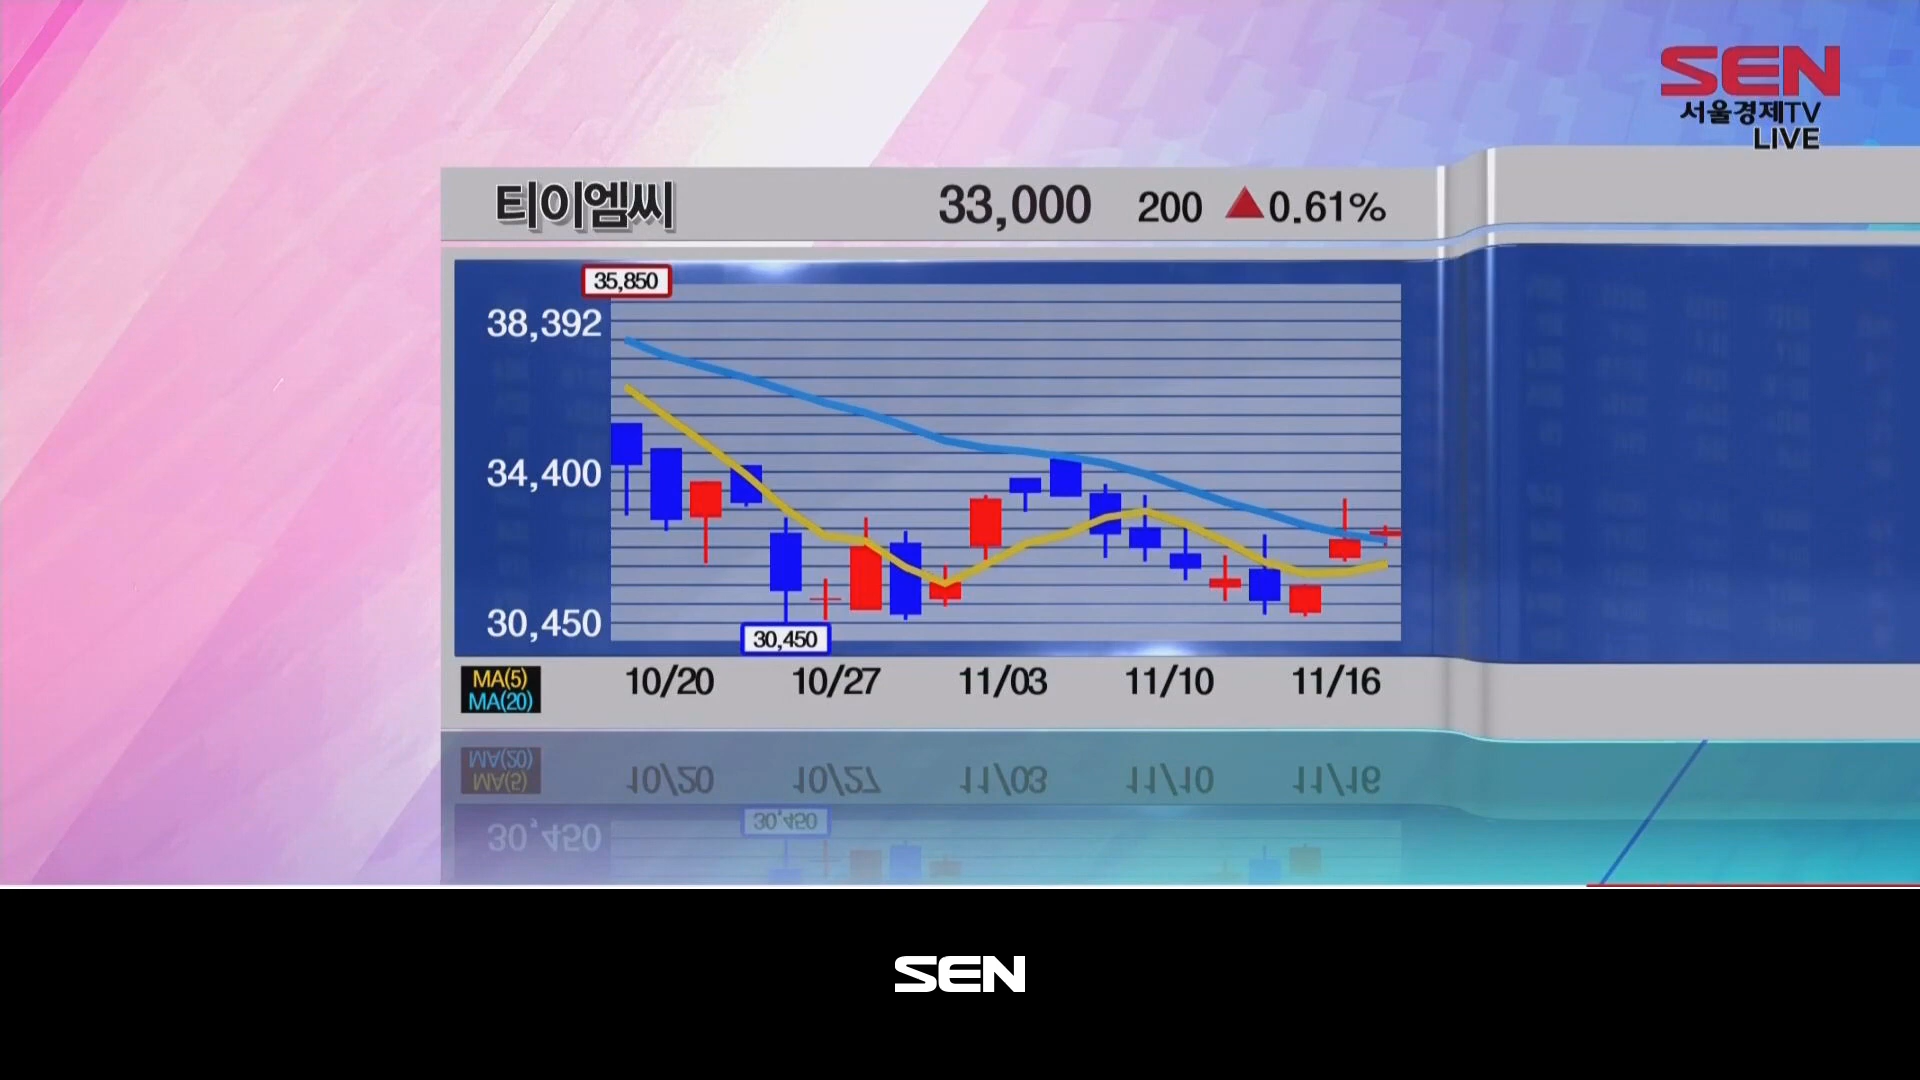 SEN
서울경제TV
LIVE
티이엠씨 33,000 200 ▲0.61%
35,850
38,392
34,400
30,450
30,450
MA(5)
MA(20)
10/20 10/27 11/03 11/10 11/16
SEN